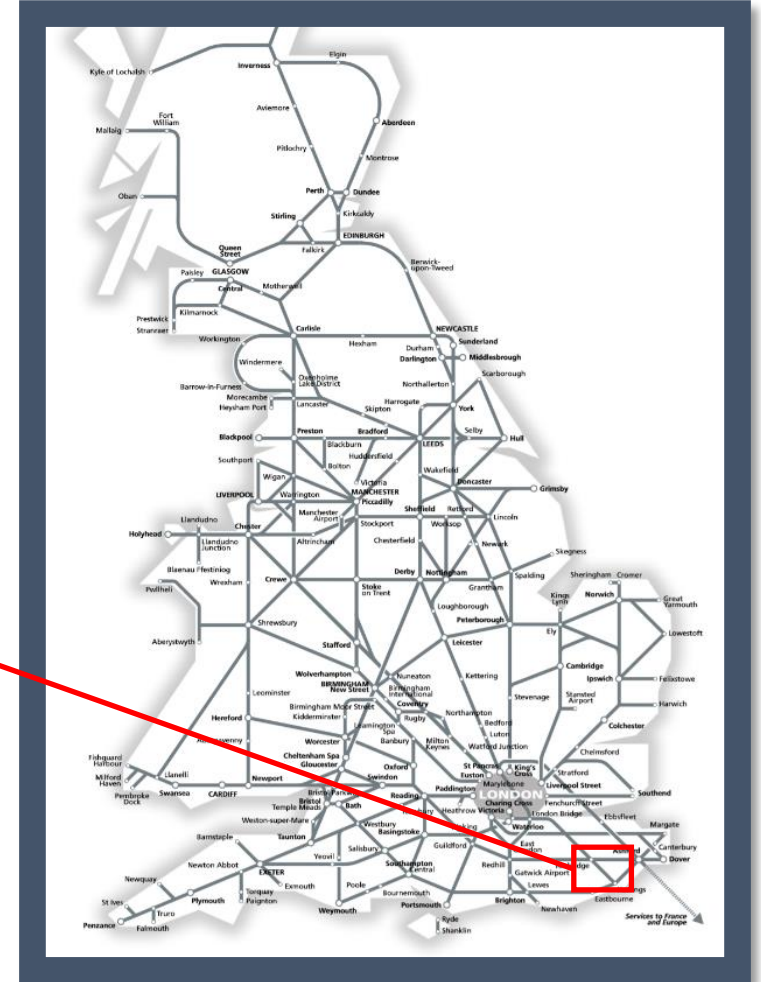 Elgin
Inverness
Kyle of Lochalsh
Aviemore
Fort
William
Mallaig
Aberdeen
Pitlochry
Montrose
Perth
Dundee
Oban
Kirkcaldy
Stirling
EDINBURGH
Queen
Street
Falkirk
Berwick-
upon-Tweed
Paisley
GLASGOW
Central
Motherwell
Kilmarnock
Prestwick
Stranraer
Carlisle
NEWCASTLE
Workington
Hexham
Sunderland
Durham
Darlington
Middlesbrough
Windermere
Oxenholme
Lake District
Scarborough
Barrow-in-Furness
Northallerton
Morecambe
Heysham Port
Lancaster
Harrogate
Skipton
York
Blackpool
Preston
Bradford
Selby
Hull
Blackburn
LEEDS
Huddersfield
Southport
Bolton
Wakefield
Wigan
Victoria
Doncaster
LIVERPOOL
Warrington
MANCHESTER
Piccadilly
Grimsby
Manchester
Airport
Sheffield
Retford
Llandudno
Chester
Stockport
Worksop
Lincoln
Holyhead
Llandudno
Junction
Altrincham
Chesterfield
Newark
Skegness
Blaenau Ffestiniog
Derby
Nottingham
Pwllheli
Wrexham
Crewe
Stoke
on Trent
Grantham
Spalding
Sheringham
Cromer
Kings
Lynn
Norwich
Great
Yarmouth
Loughborough
Shrewsbury
Peterborough
Ely
Lowestoft
Aberystwyth
Stafford
Leicester
Wolverhampton
Cambridge
BIRMINGHAM
New Street
Nuneaton
Kettering
Ipswich
Felixstowe
Birmingham
International
Leominster
Birmingham Moor Street
Coventry
Stevenage
Stansted
Airport
Harwich
Hereford
Kidderminster
Rugby
Northampton
Leamington
Spa
Bedford
Colchester
Worcester
Banbury
Milton
Keynes
Luton
Cheltenham Spa
Watford Junction
Chelmsford
Fishguard
Harbour
Gloucester
Oxford
St Pancras
King's
Cross
Stratford
Llanelli
Newport
Swindon
Euston
Milford
Haven
Marylebone
Liverpool Street
Pembroke
Dock
Swansea
CARDIFF
Reading
Paddington
LONDON
Southend
Bristol
Temple Meads
Bath
Heathrow
Victoria
Charing Cross
Fenchurch Street
London Bridge
Ebbsfleet
Weston-super-Mare
Westbury
Basingstoke
Waterloo
Margate
Barnstaple
Taunton
Guildford
Salisbury
Canterbury
Yeovil
Dover
Newton Abbot
Southampton
Central
Redhill
Gatwick Airport
EXETER
Newquay
Exmouth
Poole
Bournemouth
Lewes
Torquay
Paignton
Eastbourne
St Ives
Plymouth
Weymouth
Portsmouth
Brighton
Newhaven
Truro
Penzance
Falmouth
Ryde
Shanklin
Services to France
and Europe